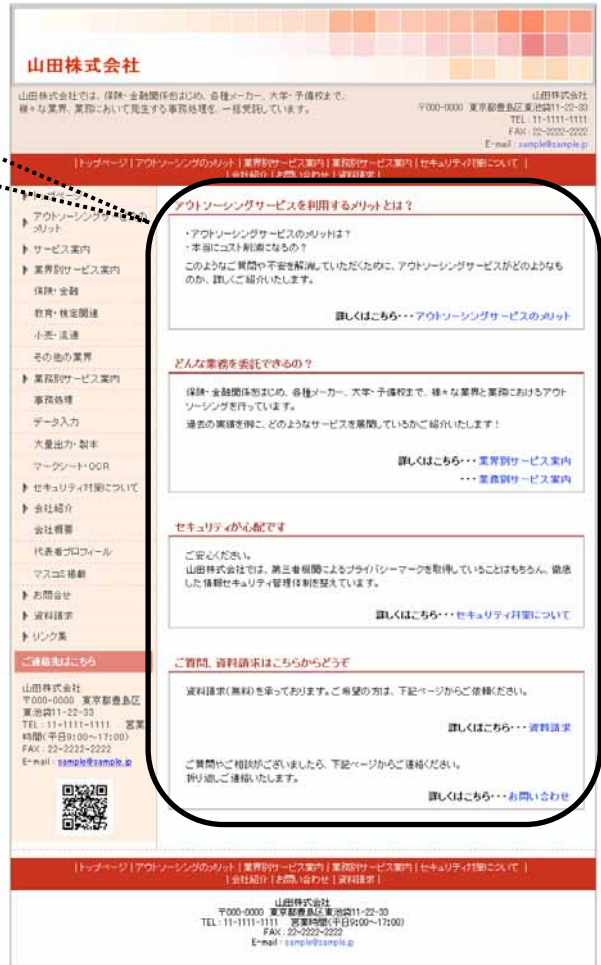 山田株式会社
山田株式会社では、保険・金融関係をはじめ、各種メーカー、大学・予備校まで、
様々な業界、業務において発生する事務処理を、一括受託しています。
山田株式会社
〒000-0000 東京都豊島区東池袋11-22-33
TEL : 11-1111-1111
FAX : 22-2222-2222
E-mail : sample@sample.jp
|トップページ|アウトソーシングのメリット|業界別サービス案内|業務別サービス案内|セキュリティ対策について |
|会社紹介|お問い合わせ|資料請求|
トップページ
アウトソーシングサービスの
メリット
サービス案内
業界別サービス案内
保険・金融
教育・検定関連
小売・流通
その他の業界
業務別サービス案内
事務処理
データ入力
大量出力・製本
マークシート・OCR
セキュリティ対策について
会社紹介
会社概要
代表者プロフィール
マスコミ掲載
お問合せ
資料請求
リンク集
ご連絡先はこちら
山田株式会社
〒000-0000 東京都豊島区
東池袋11-22-33
TEL : 11-1111-1111 営業
時間(平日9:00～17:00)
FAX : 22-2222-2222
E-mail : sample@sample.jp
アウトソーシングサービスを利用するメリットとは？
・アウトソーシングサービスのメリットは？
・本当にコスト削減になるの？
このようなご質問や不安を解消していただくために、アウトソーシングサービスがどのようなも
のか、詳しくご紹介いたします。
詳しくはこちら・・・アウトソーシングサービスのメリット
どんな業務を委託できるの？
保険・金融関係をはじめ、各種メーカー、大学・予備校まで、様々な業界と業務におけるアウト
ソーシングを行っています。
過去の実績を例に、どのようなサービスを展開しているかご紹介いたします！
詳しくはこちら・・・業界別サービス案内
・・・業務別サービス案内
セキュリティが心配です
ご安心ください。
山田株式会社では、第三者機関によるプライバシーマークを取得していることはもちろん、徹底
した情報セキュリティ管理体制を整えています。
詳しくはこちら・・・セキュリティ対策について
ご質問、資料請求はこちらからどうぞ
資料請求(無料)を承っております。ご希望の方は、下記ページからご依頼ください。
詳しくはこちら・・・資料請求
ご質問やご相談がございましたら、下記ページからご連絡ください。
折り返しご連絡いたします。
詳しくはこちら・・・お問い合わせ
|トップページ|アウトソーシングのメリット|業界別サービス案内|業務別サービス案内|セキュリティ対策について |
|会社紹介|お問い合わせ|資料請求|
山田株式会社
〒000-0000 東京都豊島区東池袋11-22-33
TEL : 11-1111-1111 営業時間(平日9:00～17:00)
FAX : 22-2222-2222
E-mail : sample@sample.jp